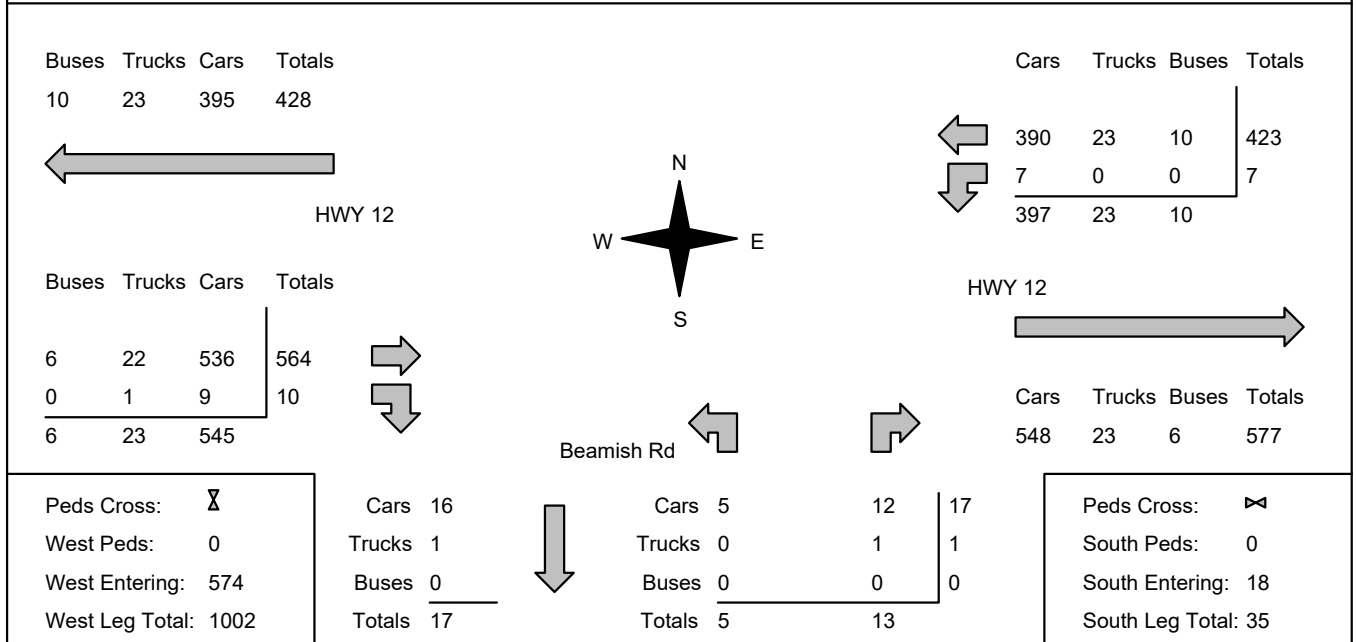 Buses Trucks Cars Totals
10 23 395 428
HWY 12
Buses Trucks Cars Totals
6 22 536 564
0 1 9 10
6 23 545
N
W E
S
Cars Trucks Buses Totals
390 23 10 423
7 0 0 7
397 23 10
HWY 12
Cars Trucks Buses Totals
548 23 6 577
Beamish Rd
Peds Cross:
West Peds: 0
West Entering: 574
West Leg Total: 1002
Cars 16
Trucks 1
Buses 0
Totals 17
Cars 5 12 17
Trucks 0 1 1
Buses 0 0 0
Totals 5 13
Peds Cross:
South Peds: 0
South Entering: 18
South Leg Total: 35